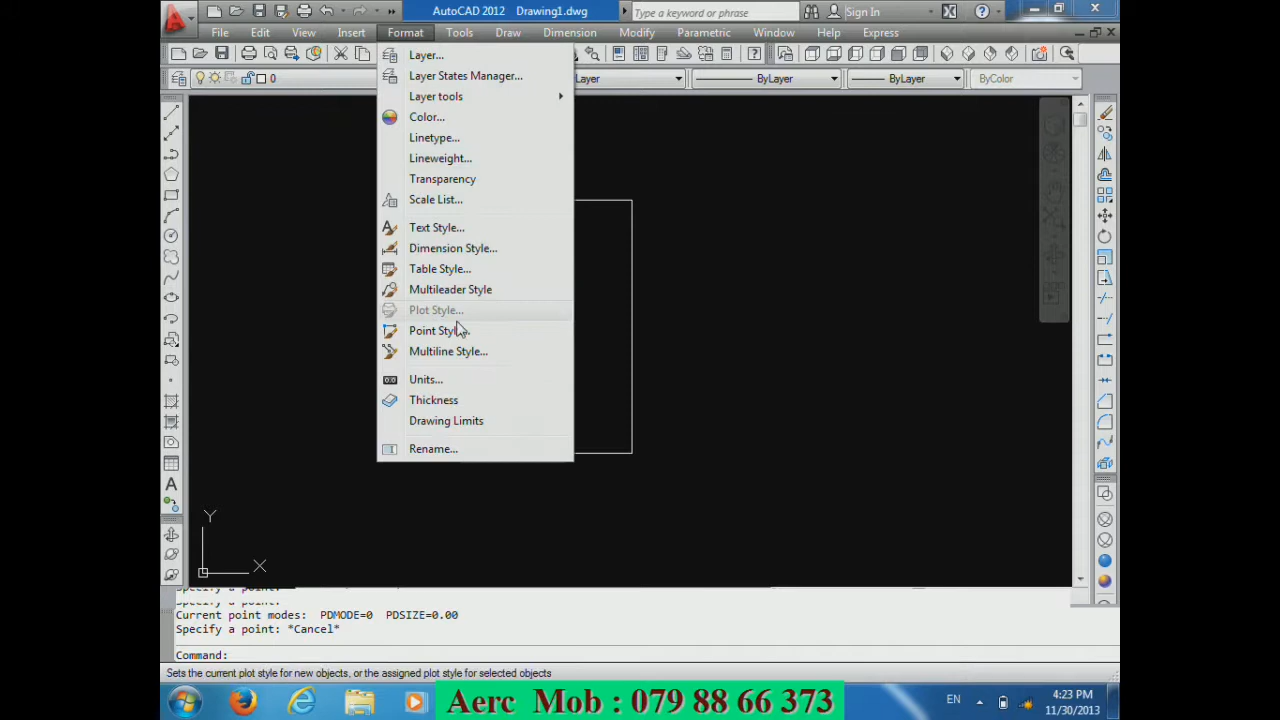 AutoCAD 2012 Drawing1.dwg
Type a keyword or phrase
Sign In
File Edit View Insert Format Tools Draw Dimension Modify Parametric Window Help Express
0
Layer
ByLayer
ByLayer
ByColor
Layer...
Layer States Manager...
Layer tools
Color...
Linetype...
Lineweight...
Transparency
Scale List...
Text Style...
Dimension Style...
Table Style...
Multileader Style
Plot Style...
Point Style...
Multiline Style...
Units...
Thickness
Drawing Limits
Rename...
Y
X
Specify a point:
Current point modes: PDMODE=0 PDSIZE=0.00
Specify a point: *Cancel*
Command:
Sets the current plot style for new objects, or the assigned plot style for selected objects
Aerc Mob : 079 88 66 373
EN
4:23 PM
11/30/2013